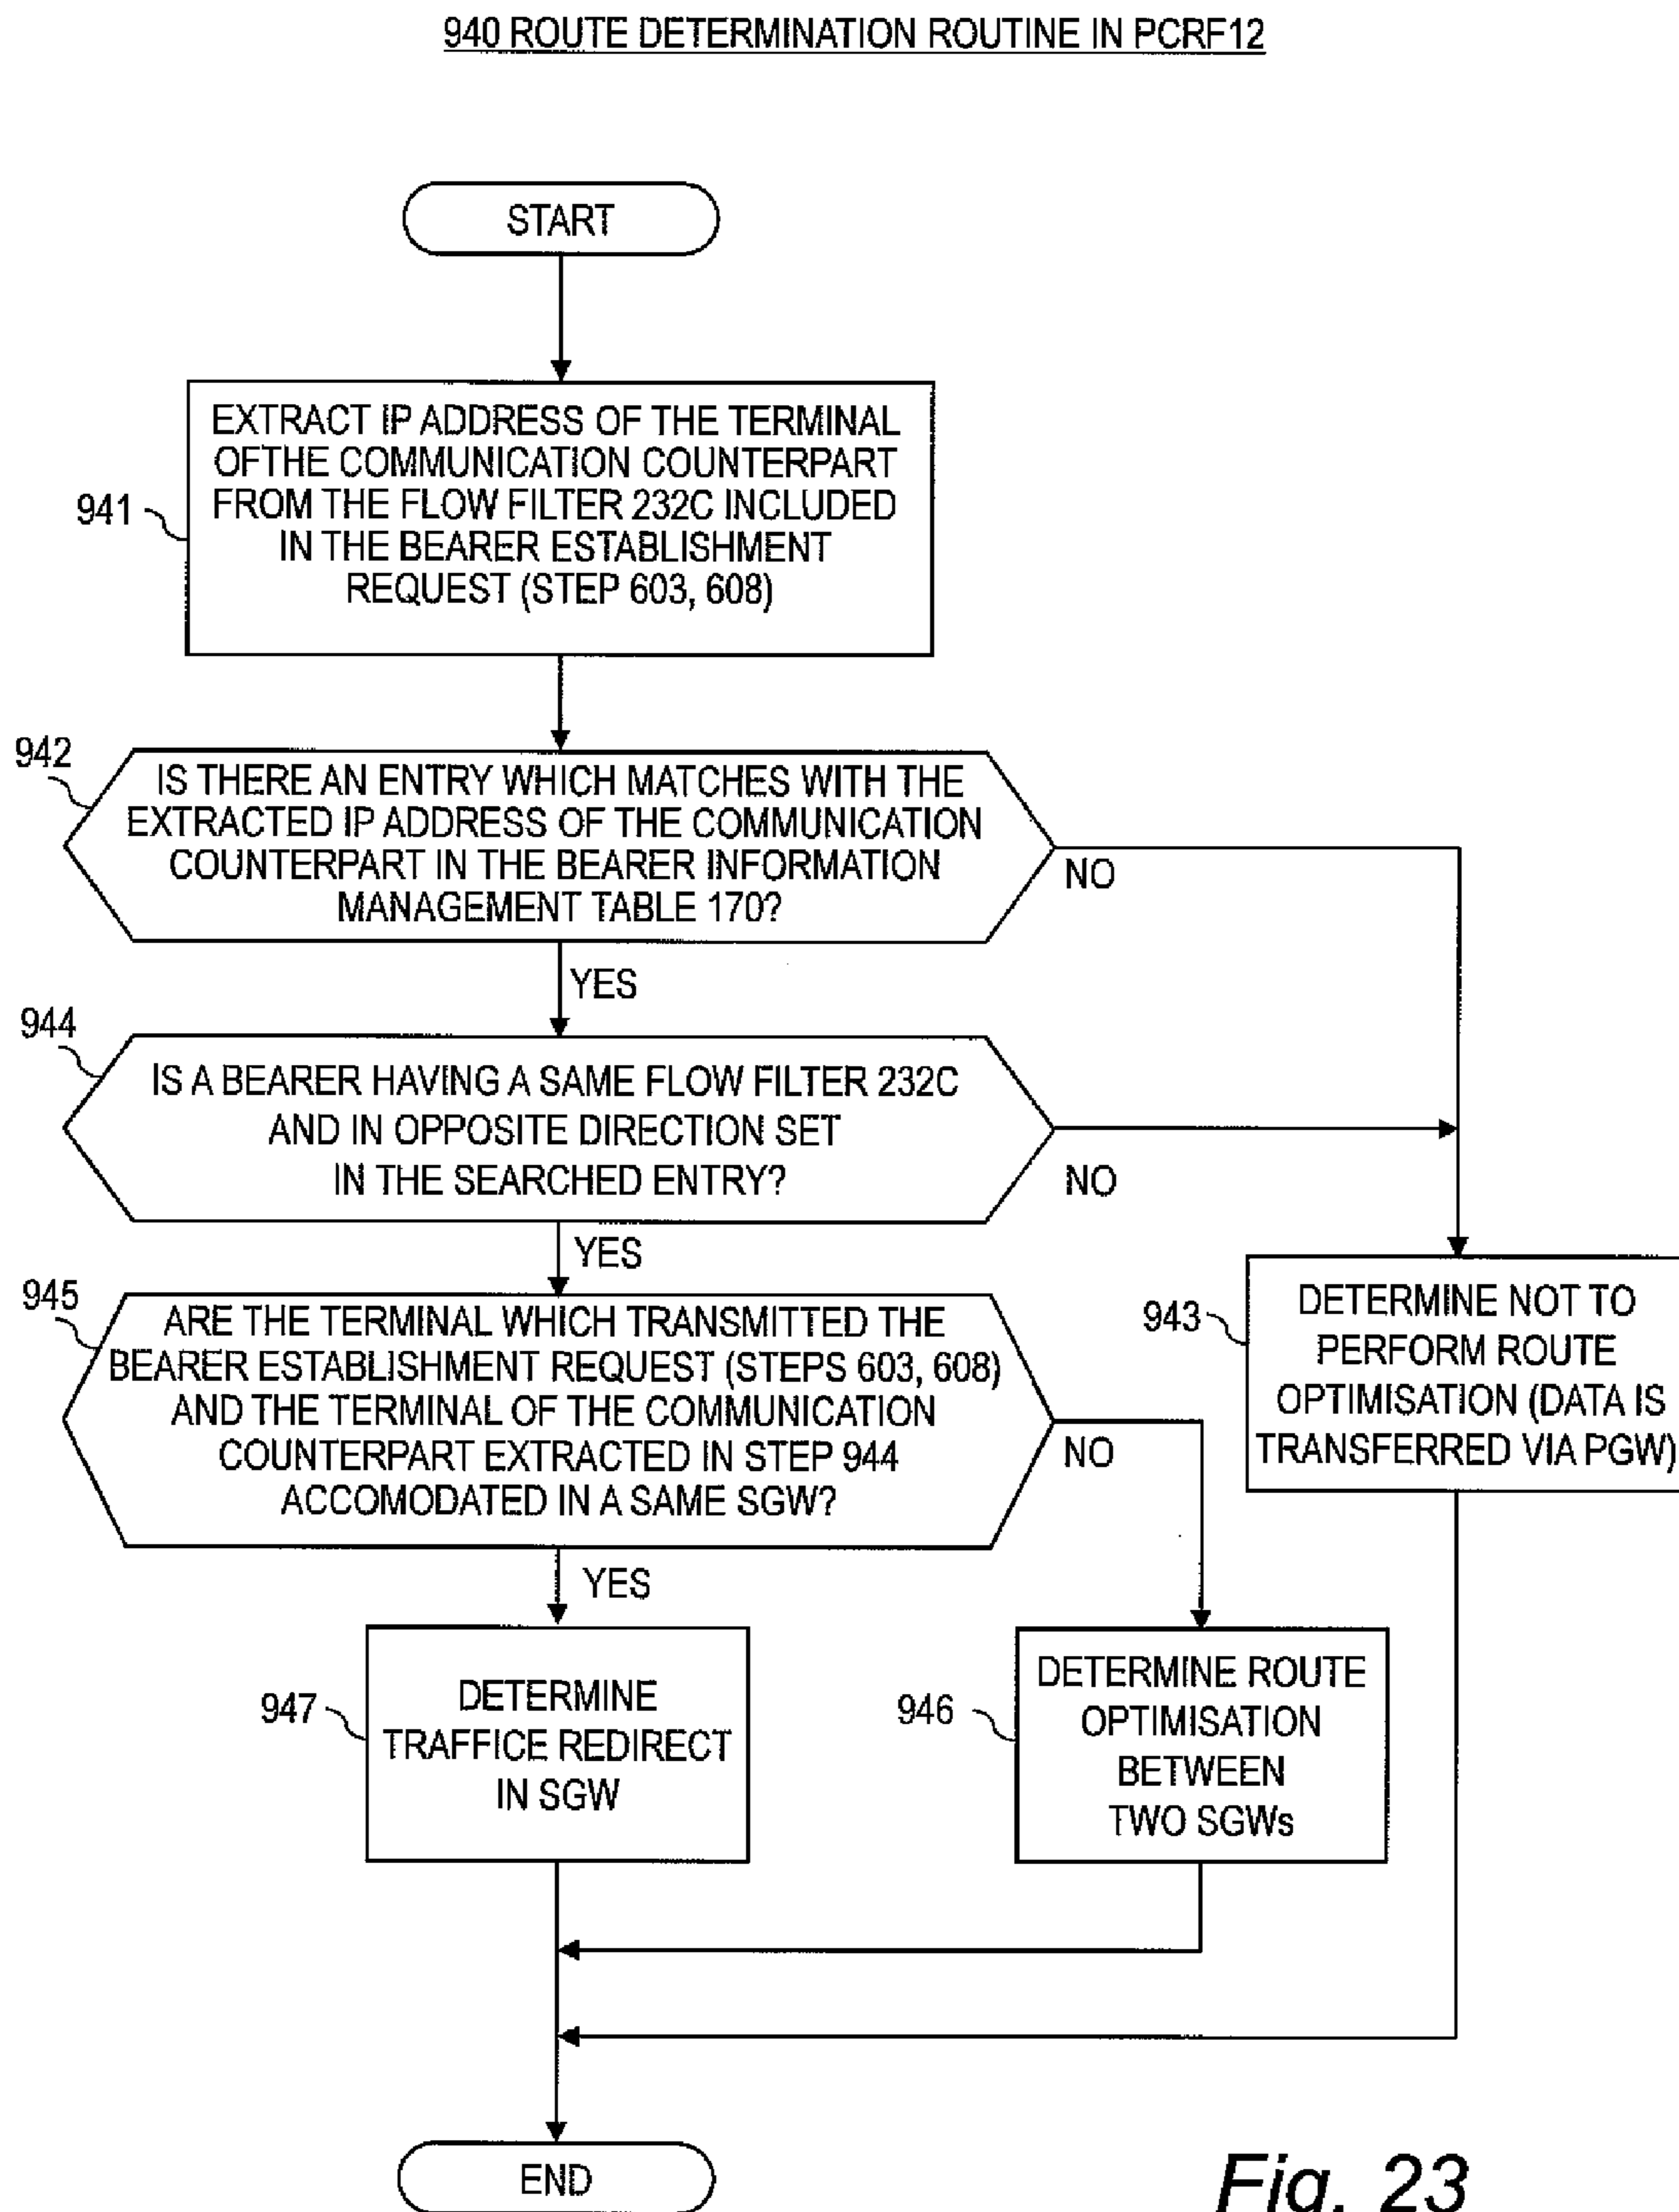 940 ROUTE DETERMINATION ROUTINE IN PCRF12
START
941
EXTRACT IP ADDRESS OF THE TERMINAL
OFTHE COMMUNICATION COUNTERPART
FROM THE FLOW FILTER 232C INCLUDED
IN THE BEARER ESTABLISHMENT
REQUEST (STEP 603, 608)
942
IS THERE AN ENTRY WHICH MATCHES WITH THE
EXTRACTED IP ADDRESS OF THE COMMUNICATION
COUNTERPART IN THE BEARER INFORMATION
MANAGEMENT TABLE 170?
NO
YES
944
IS A BEARER HAVING A SAME FLOW FILTER 232C
AND IN OPPOSITE DIRECTION SET
IN THE SEARCHED ENTRY?
NO
YES
945
ARE THE TERMINAL WHICH TRANSMITTED THE
BEARER ESTABLISHMENT REQUEST (STEPS 603, 608)
AND THE TERMINAL OF THE COMMUNICATION
COUNTERPART EXTRACTED IN STEP 944
ACCOMODATED IN A SAME SGW?
NO
YES
943
DETERMINE NOT TO
PERFORM ROUTE
OPTIMISATION (DATA IS
TRANSFERRED VIA PGW)
947
DETERMINE
TRAFFICE REDIRECT
IN SGW
946
DETERMINE ROUTE
OPTIMISATION
BETWEEN
TWO SGWs
END
Fig. 23